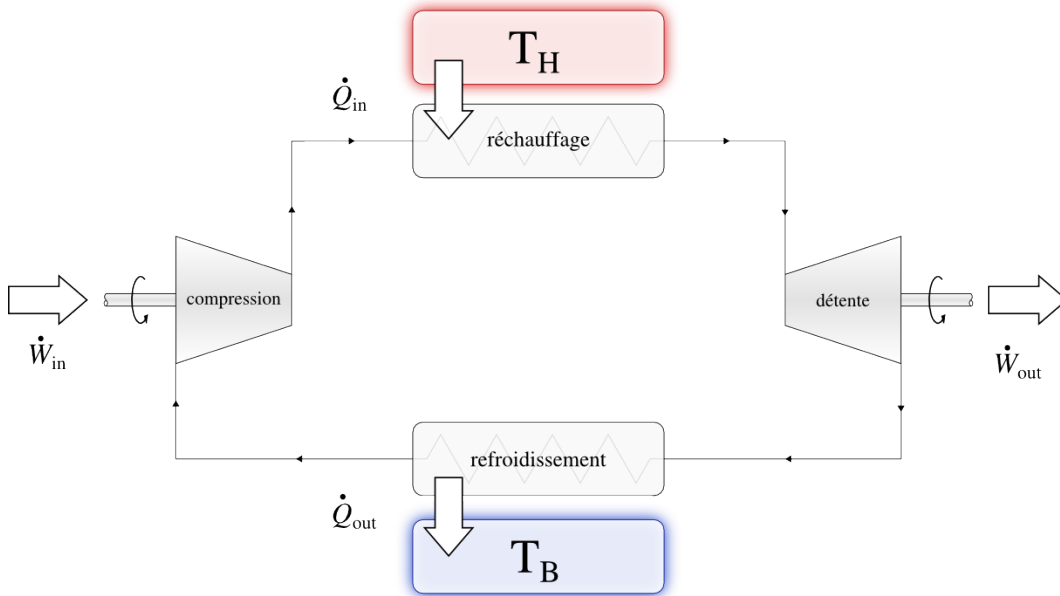 T_H
Q̇_in
réchauffage
compression
détente
Ẇ_in
Ẇ_out
refroidissement
Q̇_out
T_B